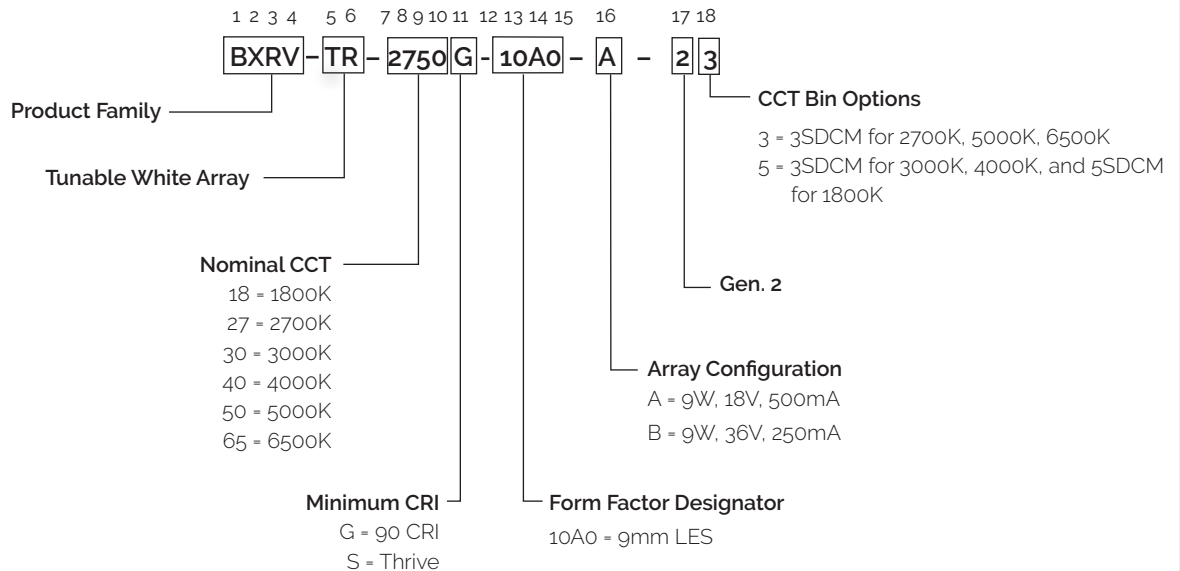 1 2 3 4 5 6 7 8 9 10 11 12 13 14 15 16 17 18
BXRV – TR – 2750 G - 10A0 – A – 2 3
Product Family
CCT Bin Options
3 = 3SDCM for 2700K, 5000K, 6500K
5 = 3SDCM for 3000K, 4000K, and 5SDCM
for 1800K
Tunable White Array
Nominal CCT
18 = 1800K
27 = 2700K
30 = 3000K
40 = 4000K
50 = 5000K
65 = 6500K
Gen. 2
Array Configuration
A = 9W, 18V, 500mA
B = 9W, 36V, 250mA
Minimum CRI
G = 90 CRI
S = Thrive
Form Factor Designator
10A0 = 9mm LES